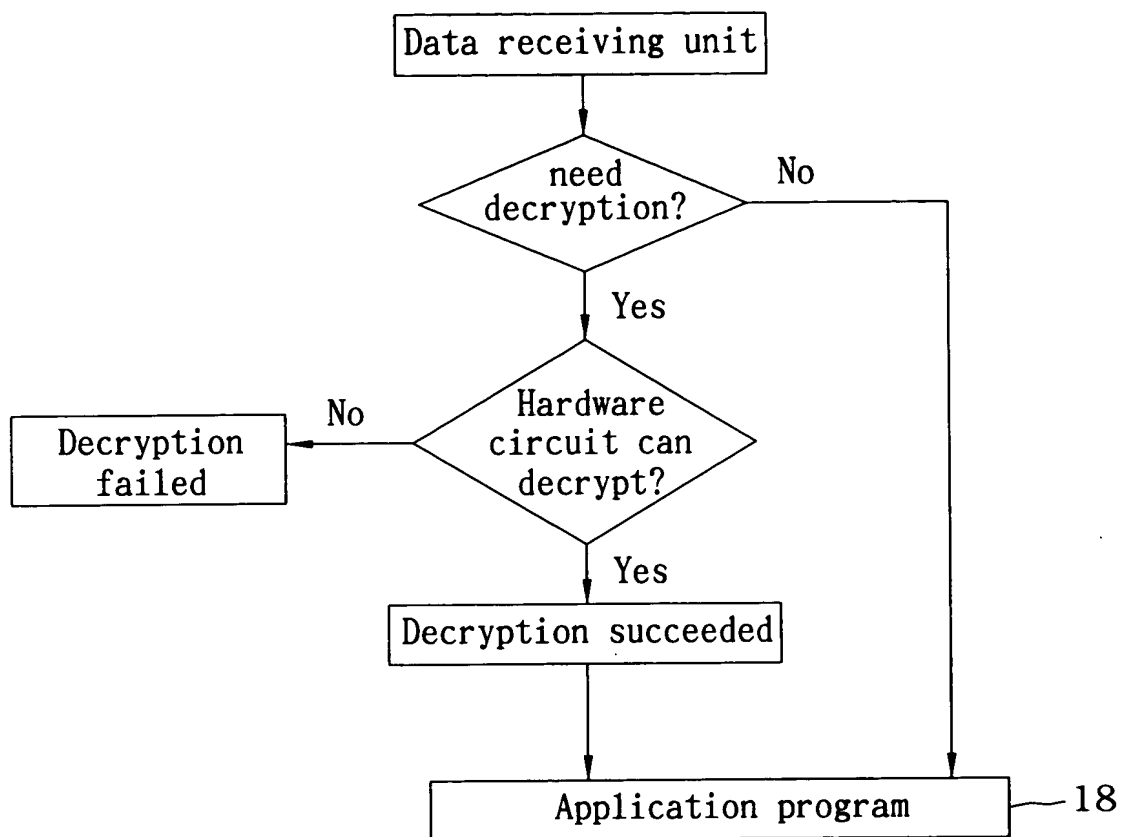 Data receiving unit
need
decryption?
No
Yes
Hardware
circuit can
decrypt?
No
Decryption
failed
Yes
Decryption succeeded
Application program
18